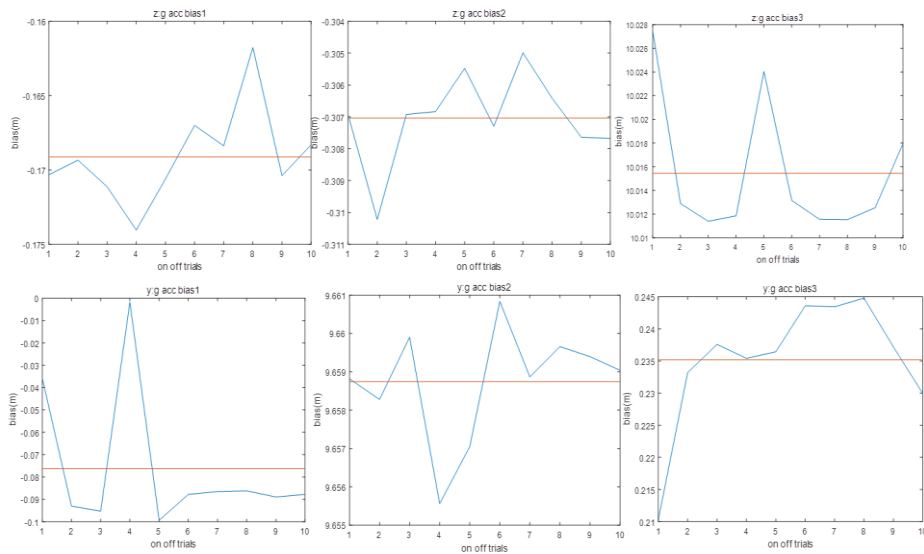 z:g acc bias1
-0.16
-0.165
-0.17
-0.175
bias(m)
1 2 3 4 5 6 7 8 9 10
on off trials
z:g acc bias2
-0.304
-0.305
-0.306
-0.307
-0.308
-0.309
-0.31
-0.311
bias(m)
1 2 3 4 5 6 7 8 9 10
on off trials
z:g acc bias3
10.028
10.026
10.024
10.022
10.02
10.018
10.016
10.014
10.012
10.01
bias(m)
1 2 3 4 5 6 7 8 9 10
on off trials
y:g acc bias1
0
-0.01
-0.02
-0.03
-0.04
-0.05
-0.06
-0.07
-0.08
-0.09
-0.1
bias(m)
1 2 3 4 5 6 7 8 9 10
on off trials
y:g acc bias2
9.661
9.66
9.659
9.658
9.657
9.656
9.655
bias(m)
1 2 3 4 5 6 7 8 9 10
on off trials
y:g acc bias3
0.245
0.24
0.235
0.23
0.225
0.22
0.215
0.21
bias(m)
1 2 3 4 5 6 7 8 9 10
on off trials